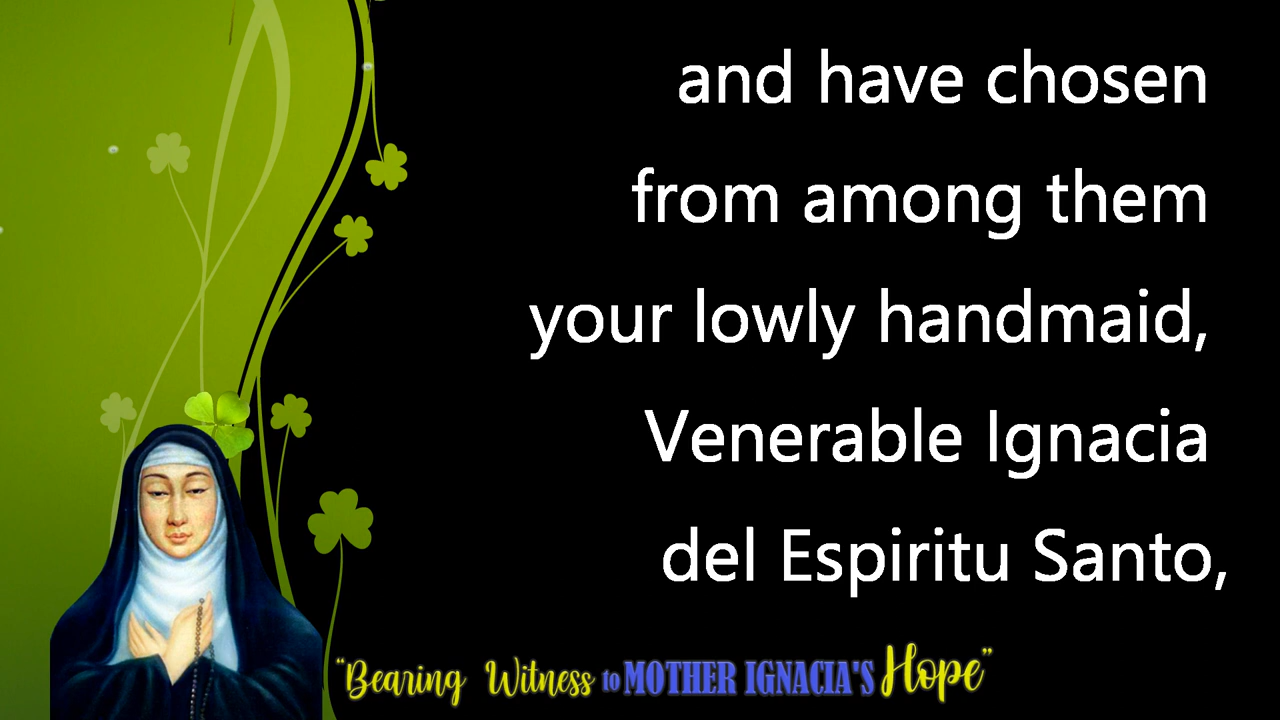 and have chosen
from among them
your lowly handmaid,
Venerable Ignacia
del Espiritu Santo,
"Bearing Witness to MOTHER IGNACIA'S Hope"